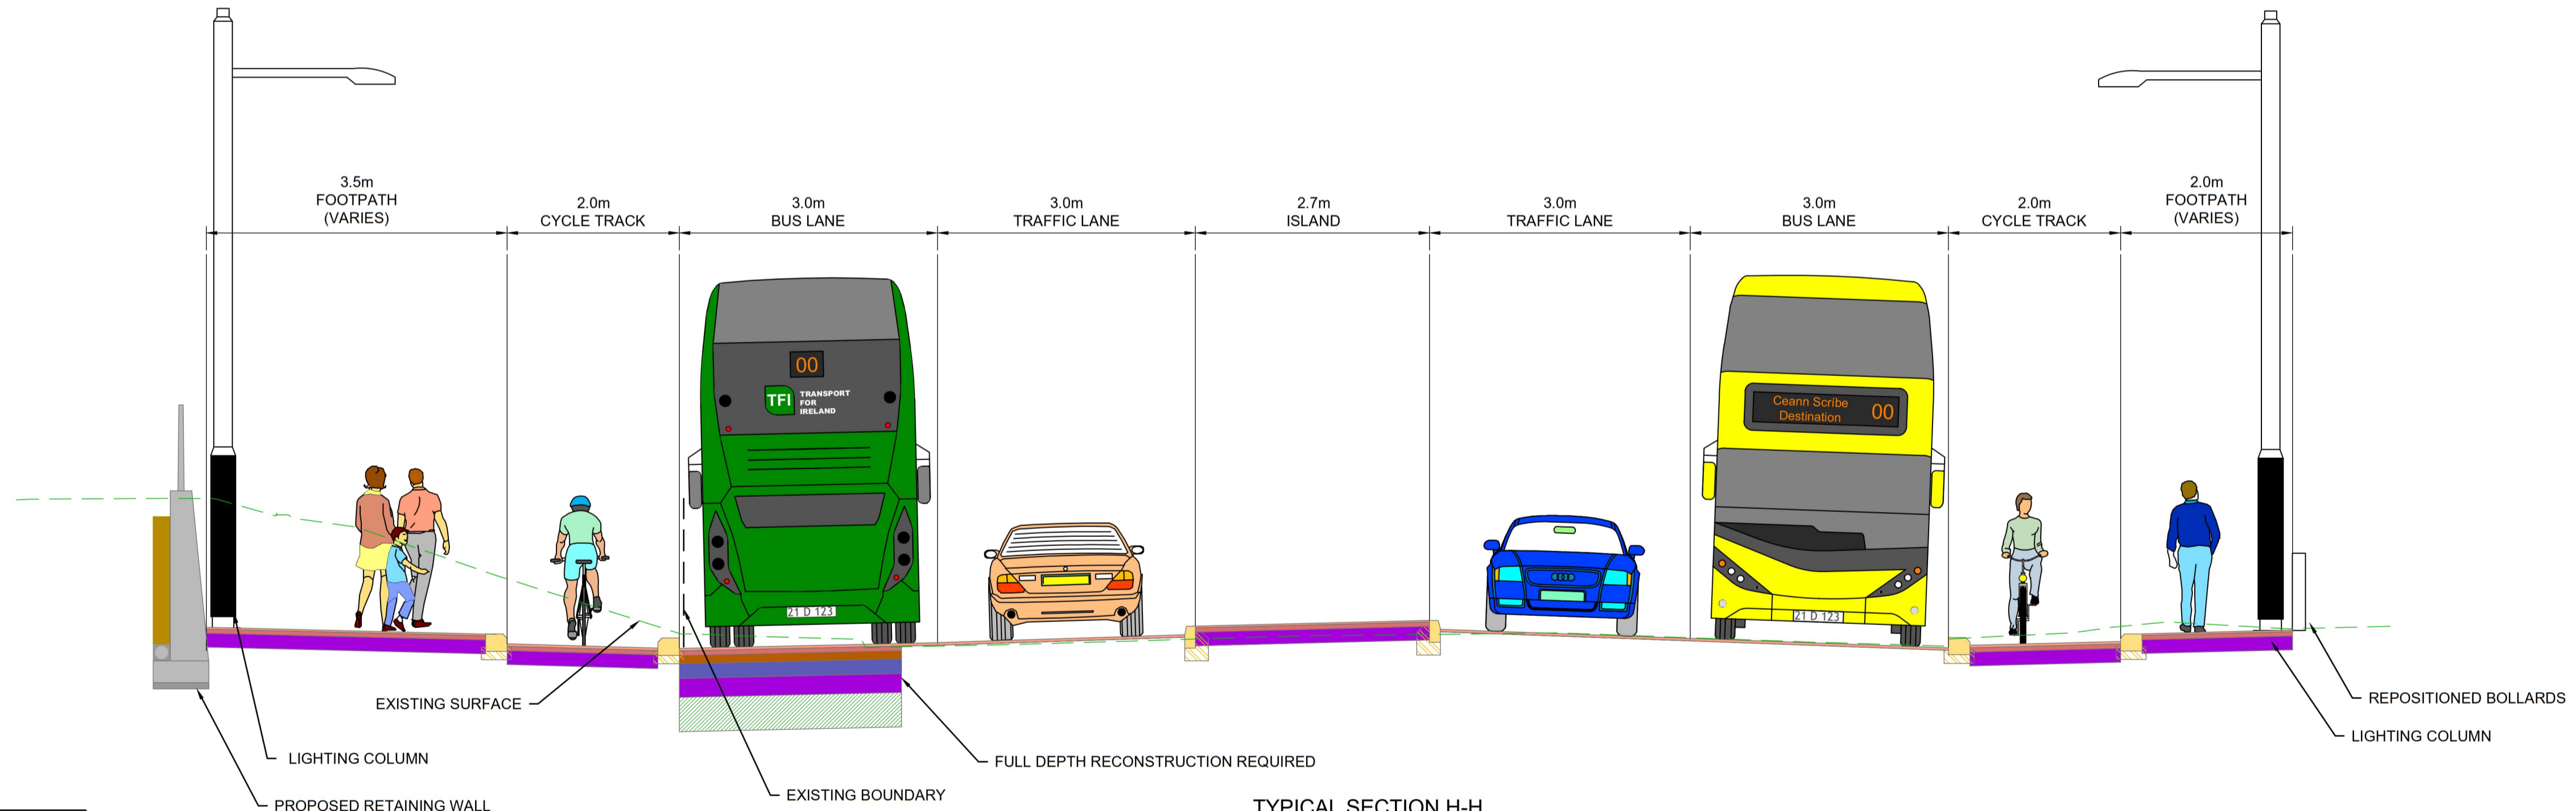 3.5m
FOOTPATH
(VARIES)
2.0m
CYCLE TRACK
3.0m
BUS LANE
3.0m
TRAFFIC LANE
2.7m
ISLAND
3.0m
TRAFFIC LANE
3.0m
BUS LANE
2.0m
CYCLE TRACK
2.0m
FOOTPATH
(VARIES)
00
TFI
TRANSPORT
FOR
IRELAND
21 D 123
Ceann Scríbe
Destination
00
21 D 123
EXISTING SURFACE
LIGHTING COLUMN
PROPOSED RETAINING WALL
EXISTING BOUNDARY
FULL DEPTH RECONSTRUCTION REQUIRED
REPOSITIONED BOLLARDS
LIGHTING COLUMN
TYPICAL SECTION H-H